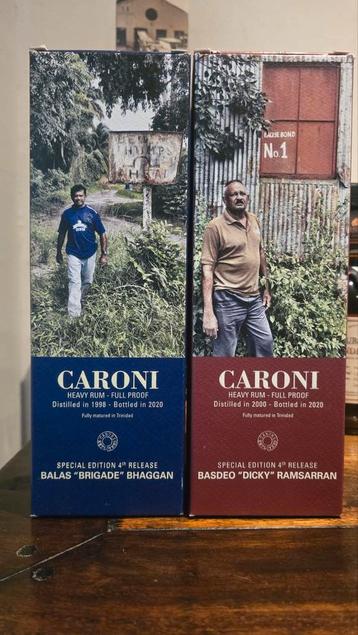 CARONI
HEAVY RUM - FULL PROOF
Distilled in 1998 - Bottled in 2020
Fully matured in Trinidad
SPECIAL EDITION 4th RELEASE
BALAS "BRIGADE" BHAGGAN
No.1
CARONI
HEAVY RUM - FULL PROOF
Distilled in 2000 - Bottled in 2020
Fully matured in Trinidad
SPECIAL EDITION 4th RELEASE
BASDEO "DICKY" RAMSARRAN